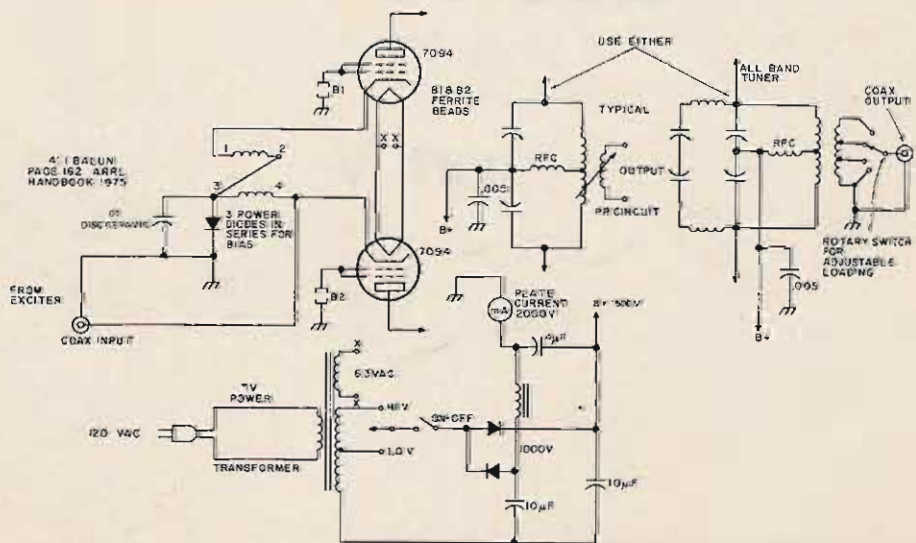 7094
B1
B1 & B2
FERRITE
BEADS
X X
1
2
3
4
4:1 BALUN
PAGE 162 ARRL
HANDBOOK 1975
DISC CERAMIC
3 POWER
DIODES IN
SERIES FOR
BIAS
FROM
EXCITER
COAX INPUT
7094
B2
USE EITHER
TYPICAL
RFC
OUTPUT
PI CIRCUIT
.005
B+
ALL BAND
TUNER
RFC
COAX
OUTPUT
ROTARY SWITCH
FOR
ADJUSTABLE
LOADING
.005
B+
PLATE
CURRENT
mA
4µF
X
6.3VAC
X
TV
POWER
120 VAC
TRANSFORMER
ON-OFF
1000V
10µF
10µF